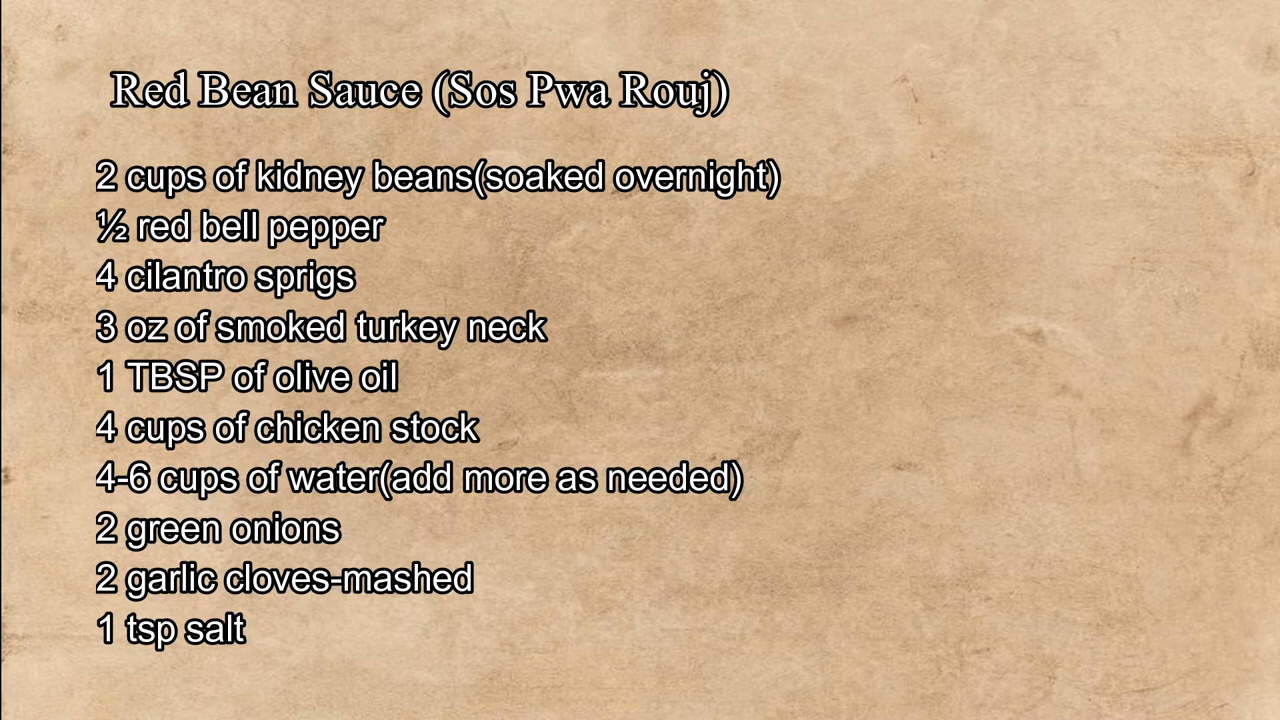 Red Bean Sauce (Sos Pwa Rouj)
2 cups of kidney beans(soaked overnight)
½ red bell pepper
4 cilantro sprigs
3 oz of smoked turkey neck
1 TBSP of olive oil
4 cups of chicken stock
4-6 cups of water(add more as needed)
2 green onions
2 garlic cloves-mashed
1 tsp salt